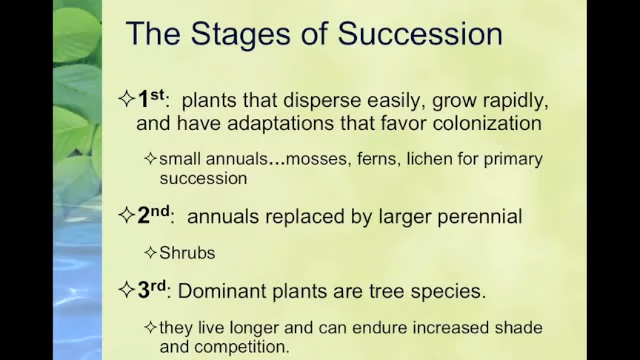 The Stages of Succession
✧1st: plants that disperse easily, grow rapidly,
and have adaptations that favor colonization
✧small annuals...mosses, ferns, lichen for primary
succession
✧2nd: annuals replaced by larger perennial
✧Shrubs
✧3rd: Dominant plants are tree species.
✧they live longer and can endure increased shade
and competition.